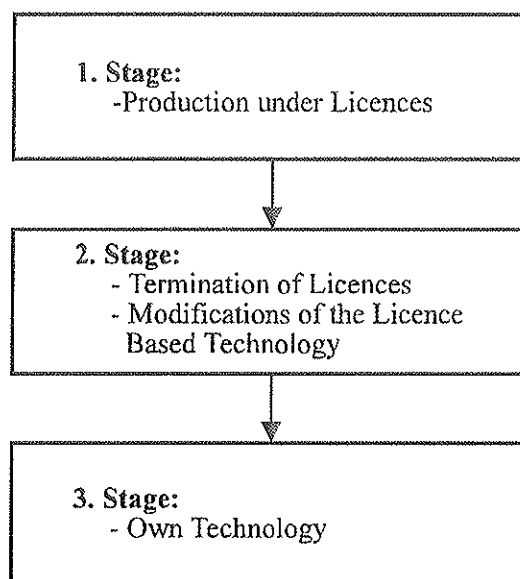 1. Stage:
-Production under Licences
2. Stage:
- Termination of Licences
- Modifications of the Licence
Based Technology
3. Stage:
- Own Technology